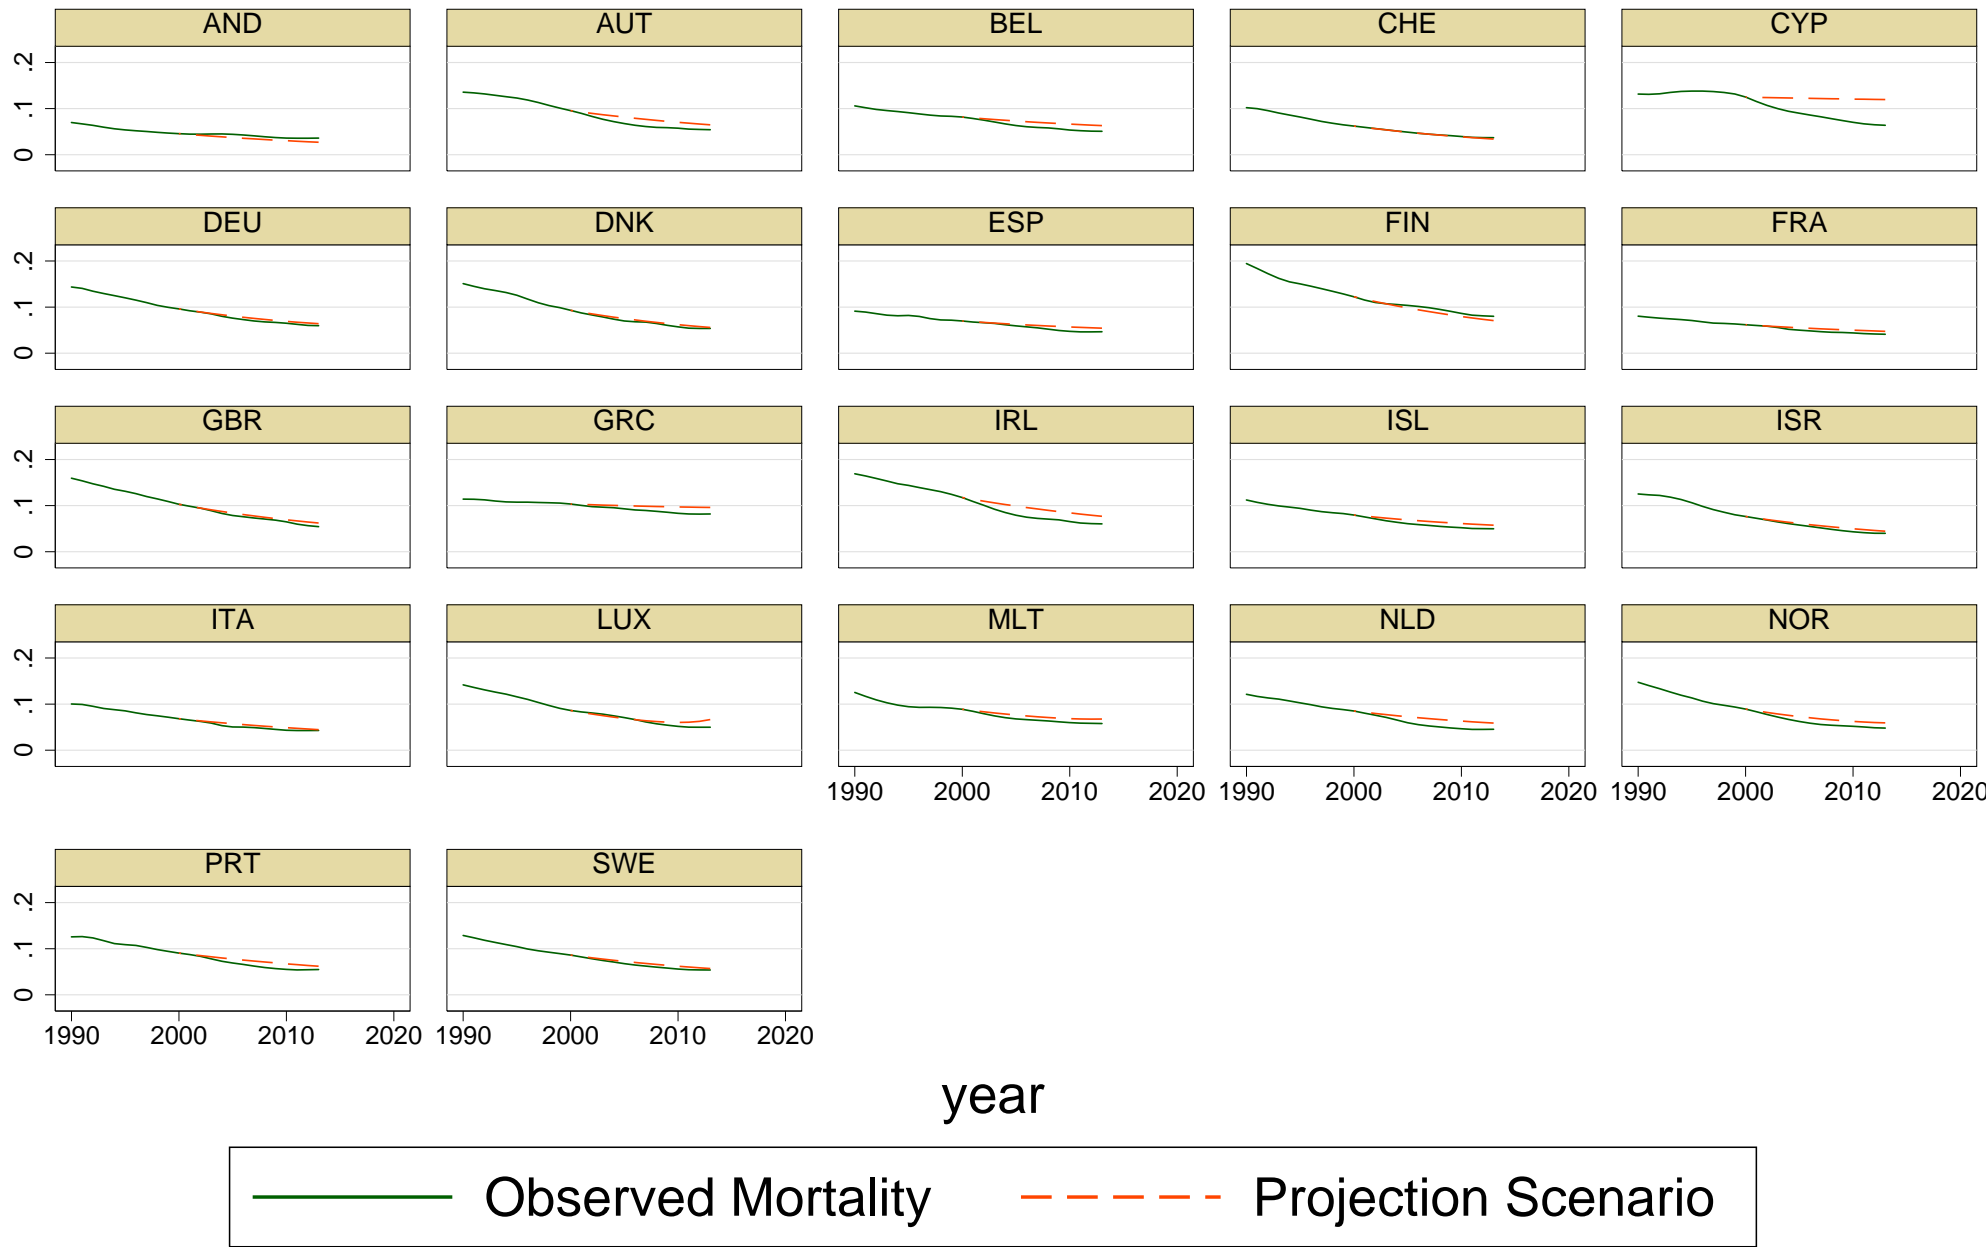 AND AUT BEL CHE CYP
.2
.1
0
DEU DNK ESP FIN FRA
.2
.1
0
GBR GRC IRL ISL ISR
.2
.1
0
ITA LUX MLT NLD NOR
.2
.1
0
1990 2000 2010 2020 1990 2000 2010 2020 1990 2000 2010 2020
PRT SWE
.2
.1
0
1990 2000 2010 2020 1990 2000 2010 2020
year
Observed Mortality Projection Scenario